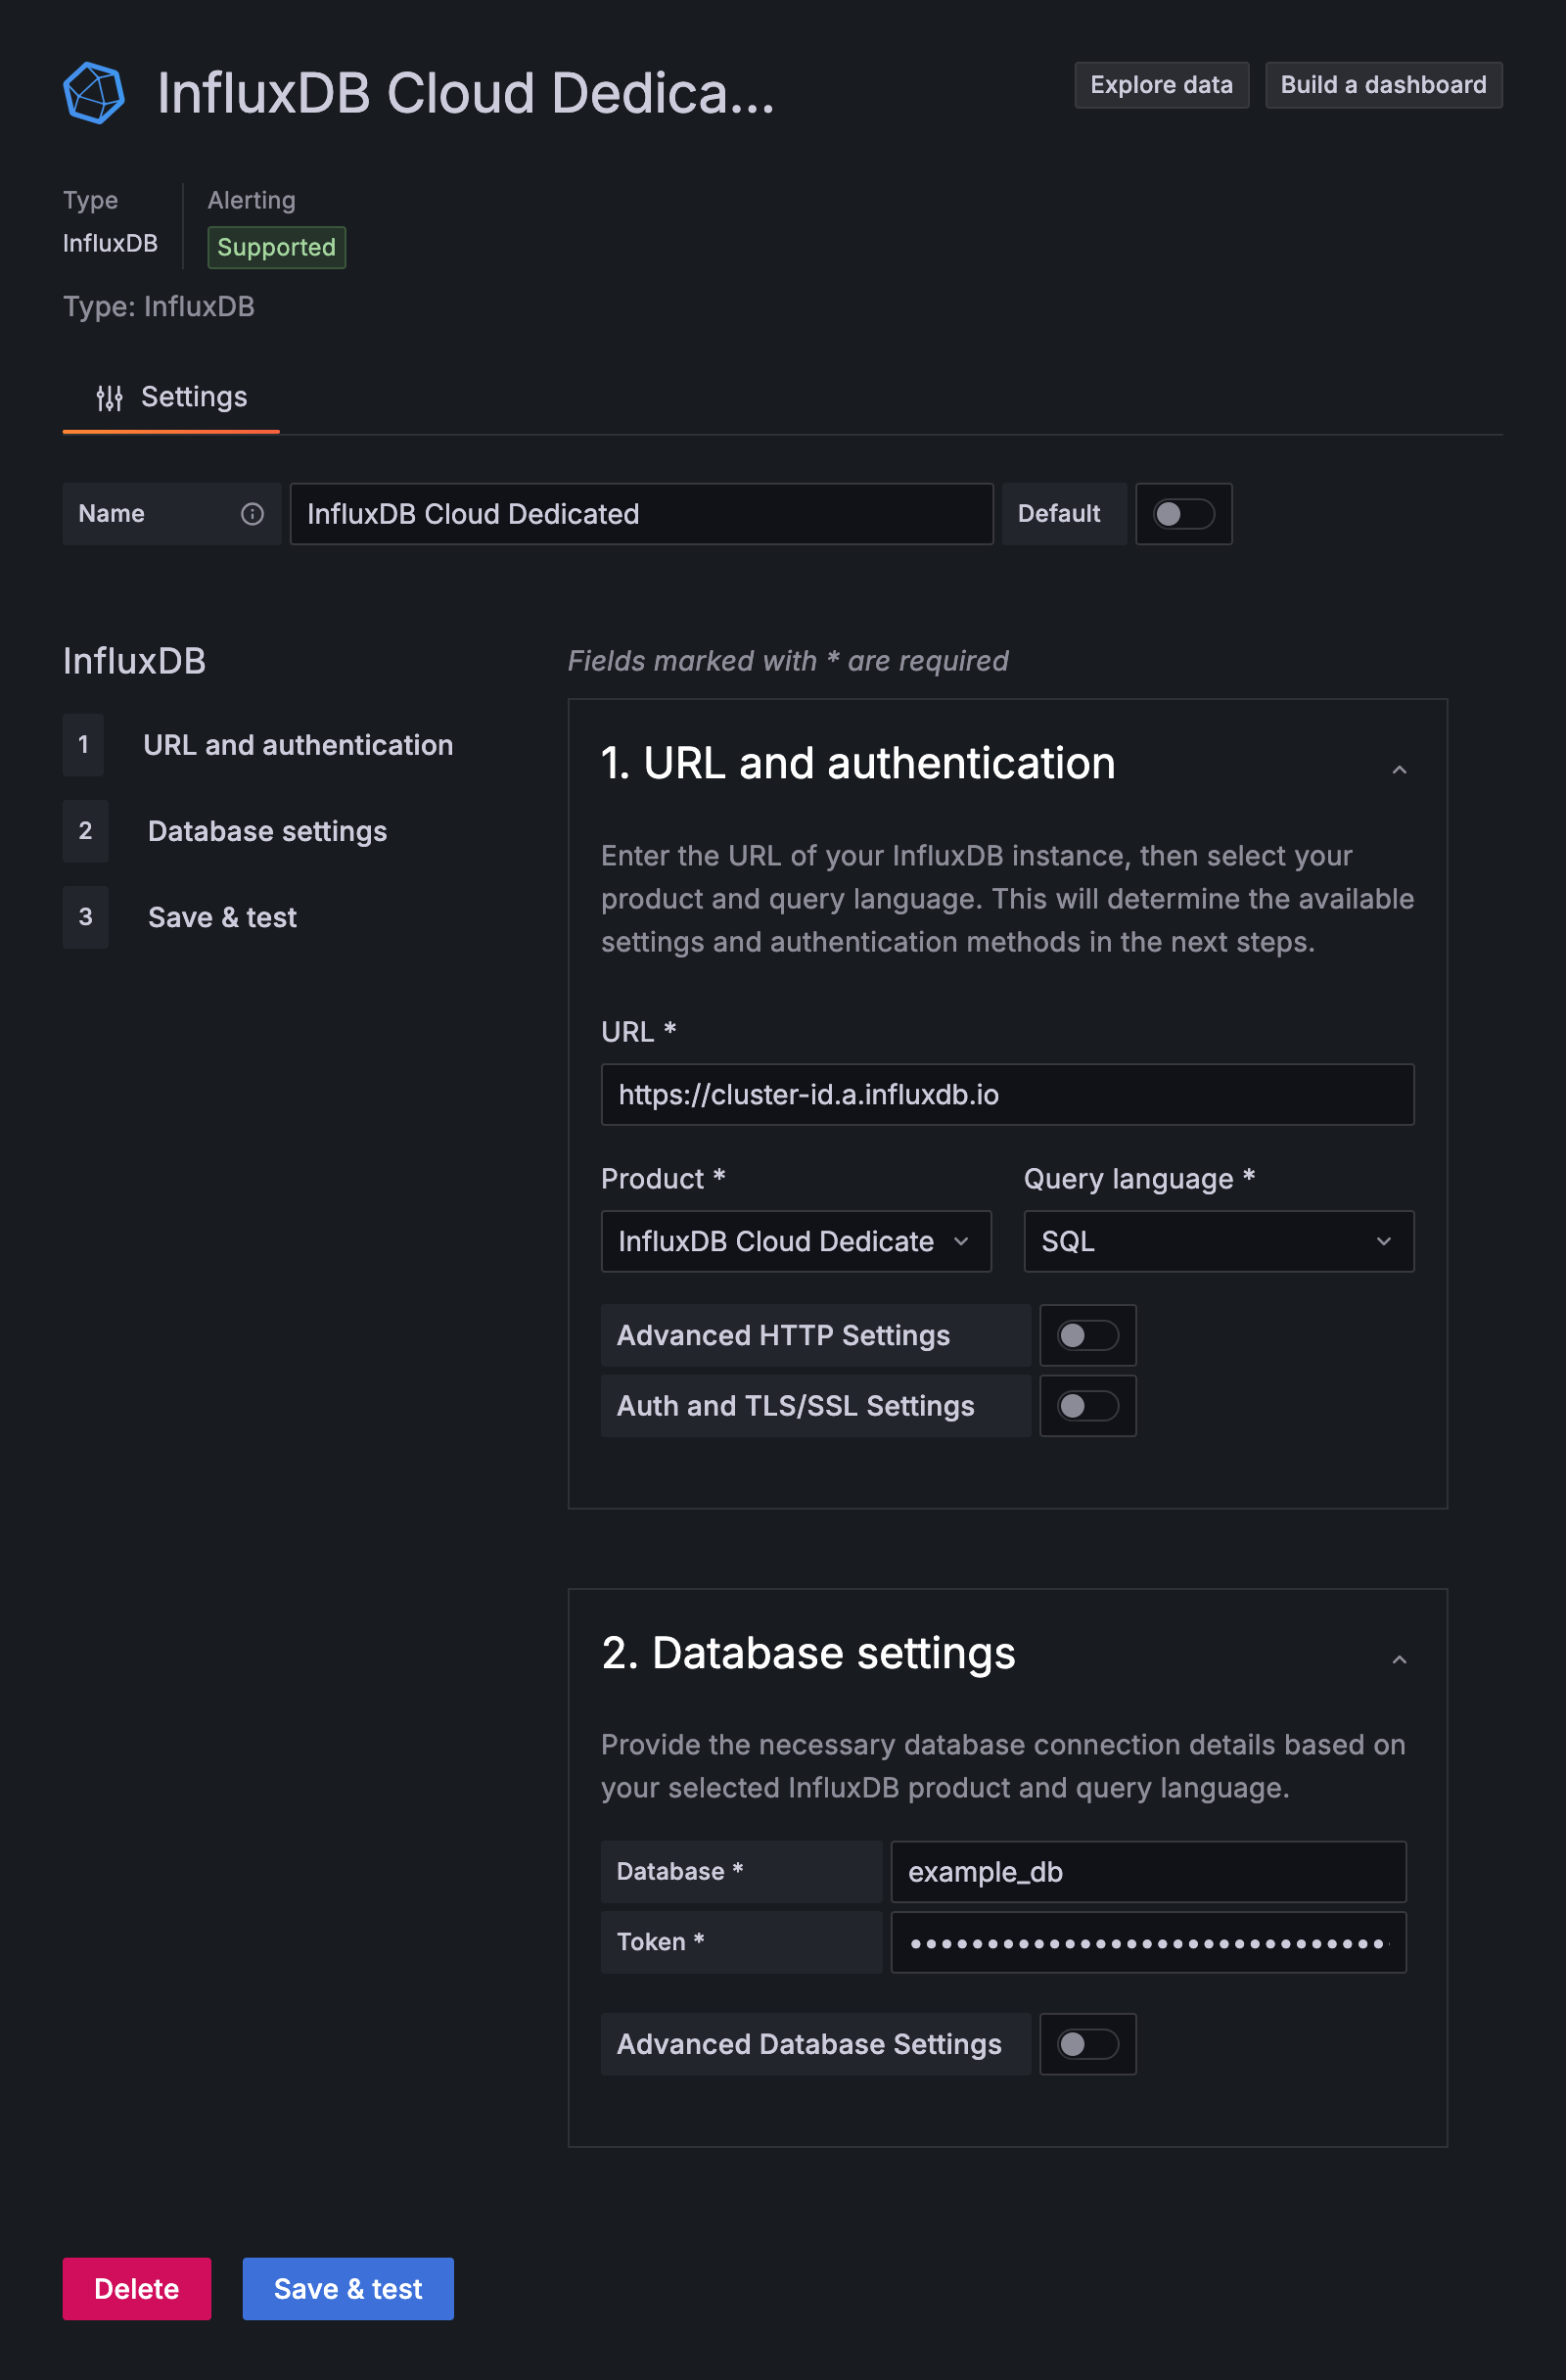 InfluxDB Cloud Dedica...
Explore data
Build a dashboard
Type
Alerting
InfluxDB
Supported
Type: InfluxDB
Settings
Name
InfluxDB Cloud Dedicated
Default
InfluxDB
1 URL and authentication
2 Database settings
3 Save & test
Fields marked with * are required
1. URL and authentication
Enter the URL of your InfluxDB instance, then select your
product and query language. This will determine the available
settings and authentication methods in the next steps.
URL *
https://cluster-id.a.influxdb.io
Product *
Query language *
InfluxDB Cloud Dedicate
SQL
Advanced HTTP Settings
Auth and TLS/SSL Settings
2. Database settings
Provide the necessary database connection details based on
your selected InfluxDB product and query language.
Database *
example_db
Token *
Advanced Database Settings
Delete
Save & test